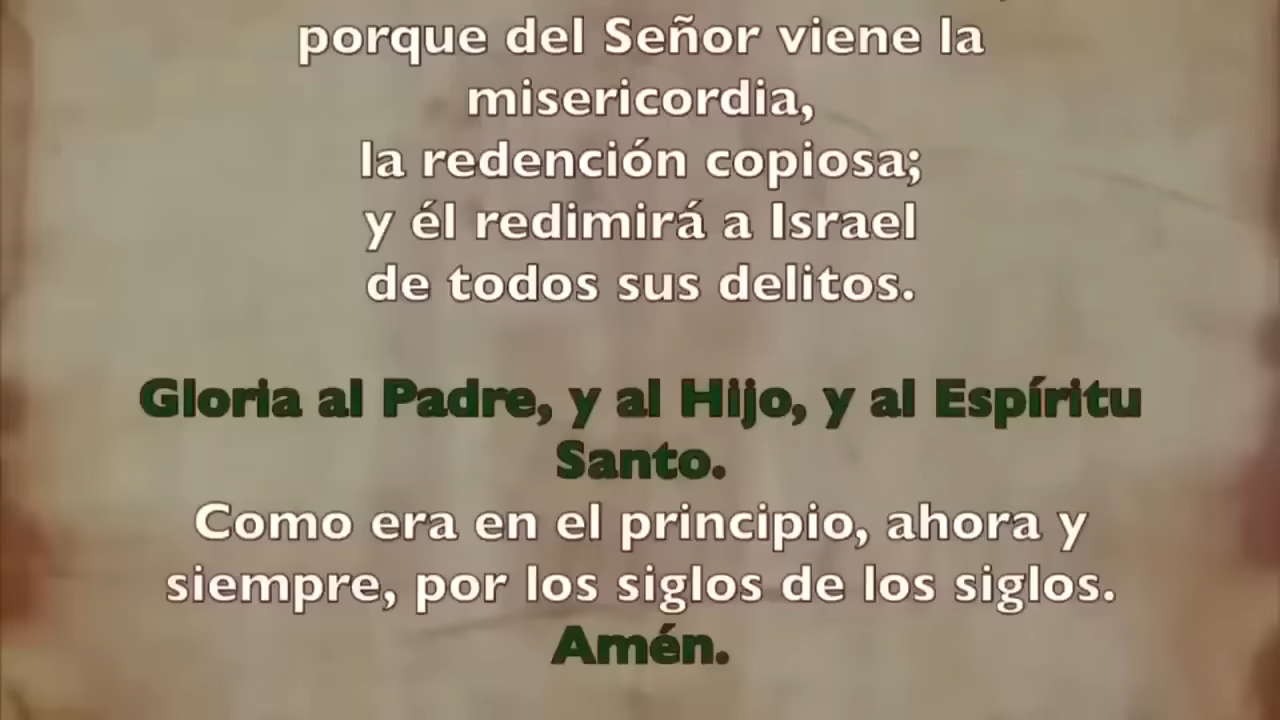 porque del Señor viene la
misericordia,
la redención copiosa;
y él redimirá a Israel
de todos sus delitos.
Gloria al Padre, y al Hijo, y al Espíritu
Santo.
Como era en el principio, ahora y
siempre, por los siglos de los siglos.
Amén.